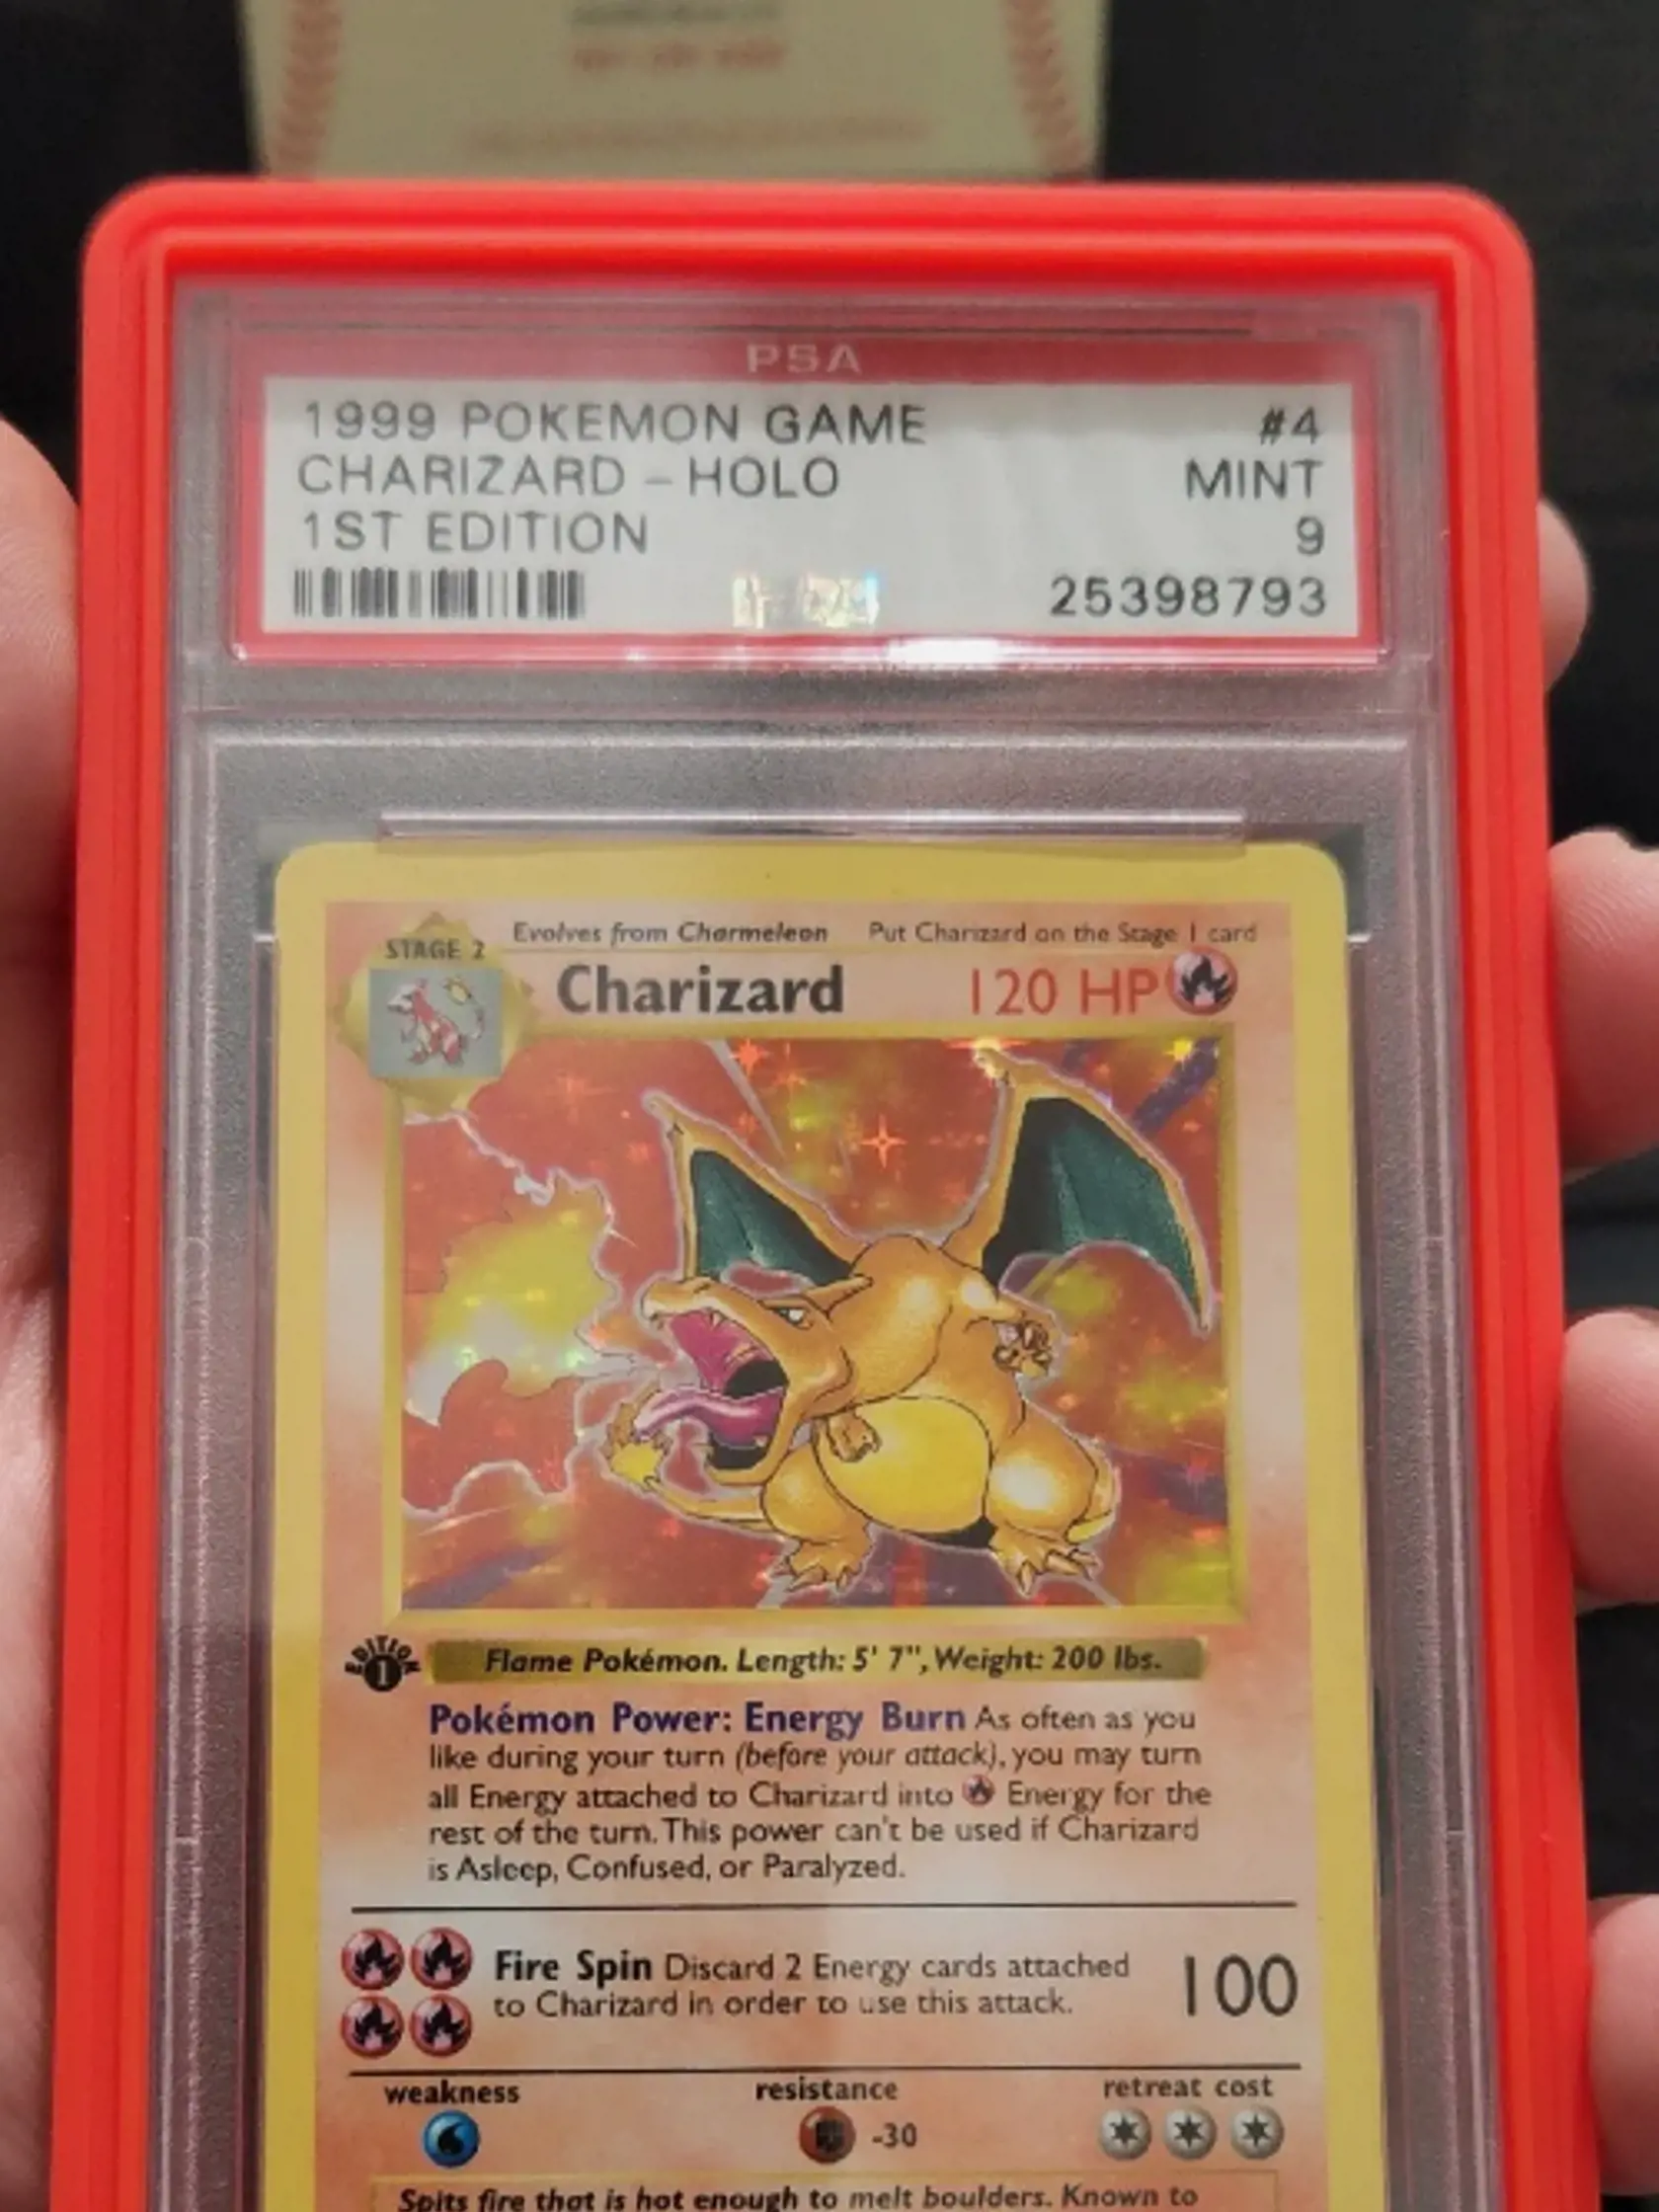 PSA
1999 POKEMON GAME #4
CHARIZARD - HOLO MINT
1ST EDITION 9
25398793
Evolves from Charmeleon Put Charizard on the Stage 1 card
STAGE 2
Charizard 120 HP
EDITION
1
Flame Pokémon. Length: 5' 7", Weight: 200 lbs.
Pokémon Power: Energy Burn As often as you
like during your turn (before your attack), you may turn
all Energy attached to Charizard into Energy for the
rest of the turn. This power can't be used if Charizard
is Asleep, Confused, or Paralyzed.
Fire Spin Discard 2 Energy cards attached
to Charizard in order to use this attack.
100
weakness resistance retreat cost
-30
Spits fire that is hot enough to melt boulders. Known to